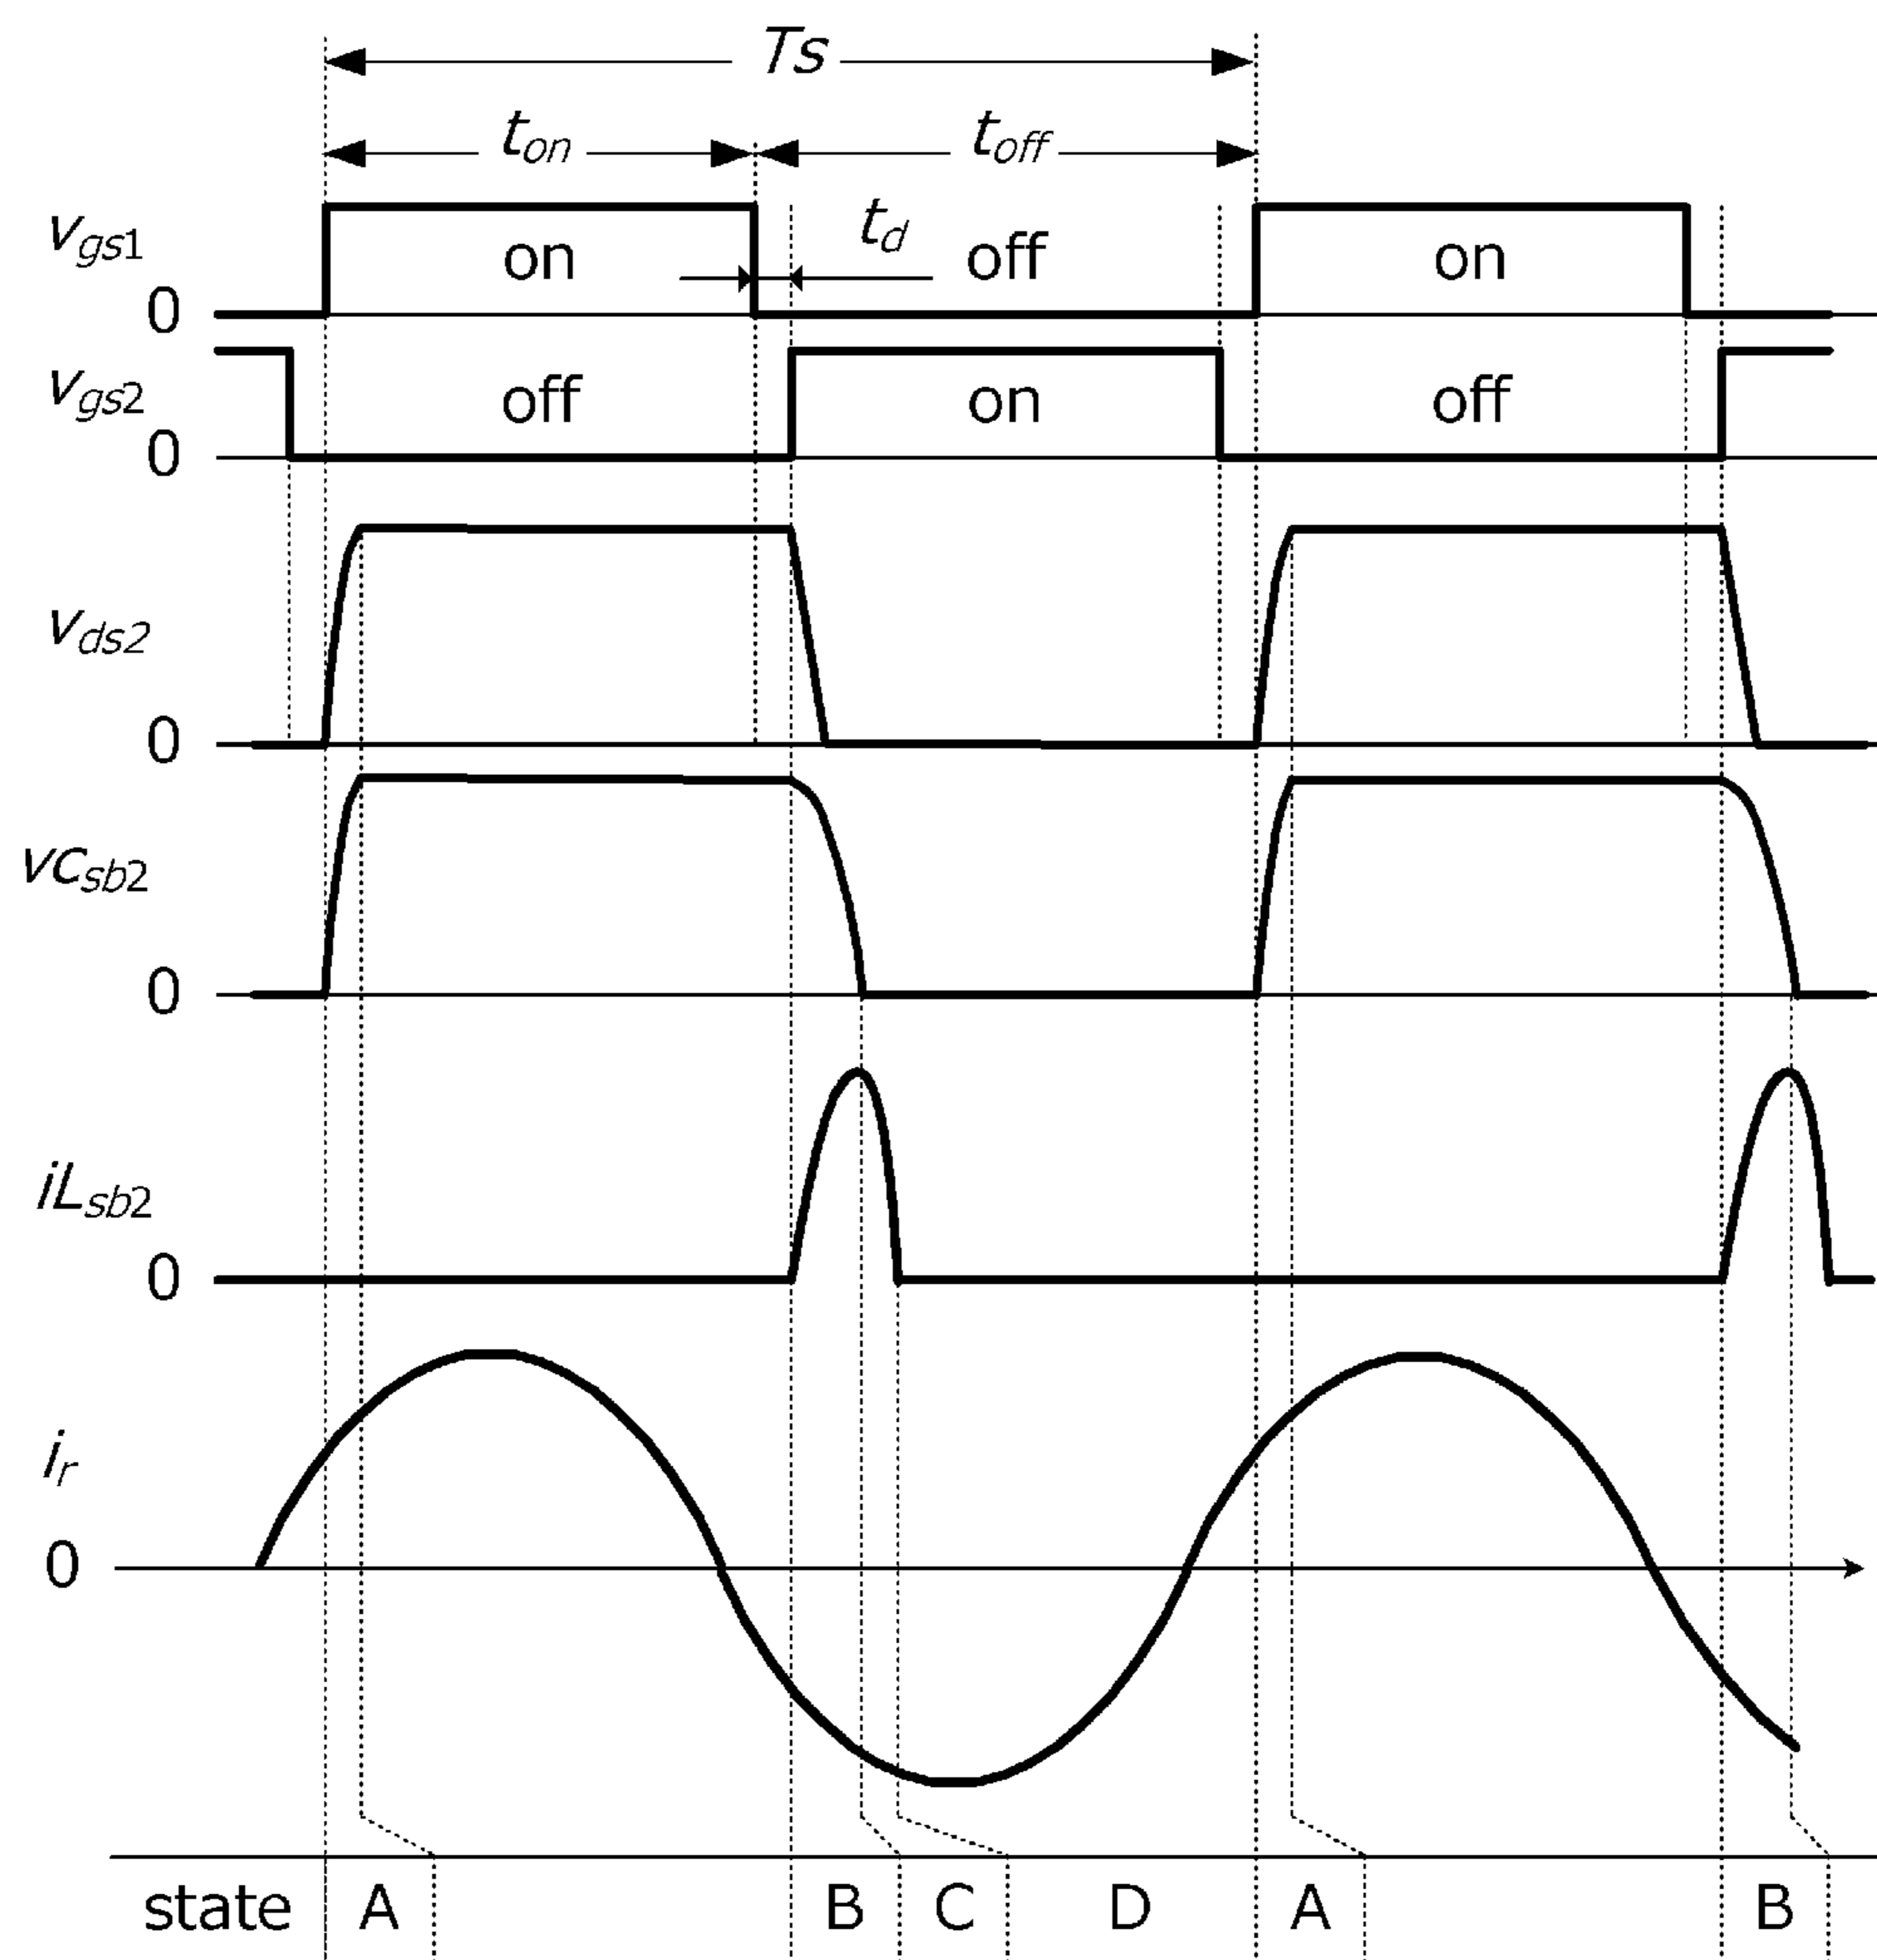 Ts
ton toff
vgs1 on td off on
0
vgs2 off on off
0
vds2
0
vcsb2
0
iLsb2
0
ir
0
state A B C D A B